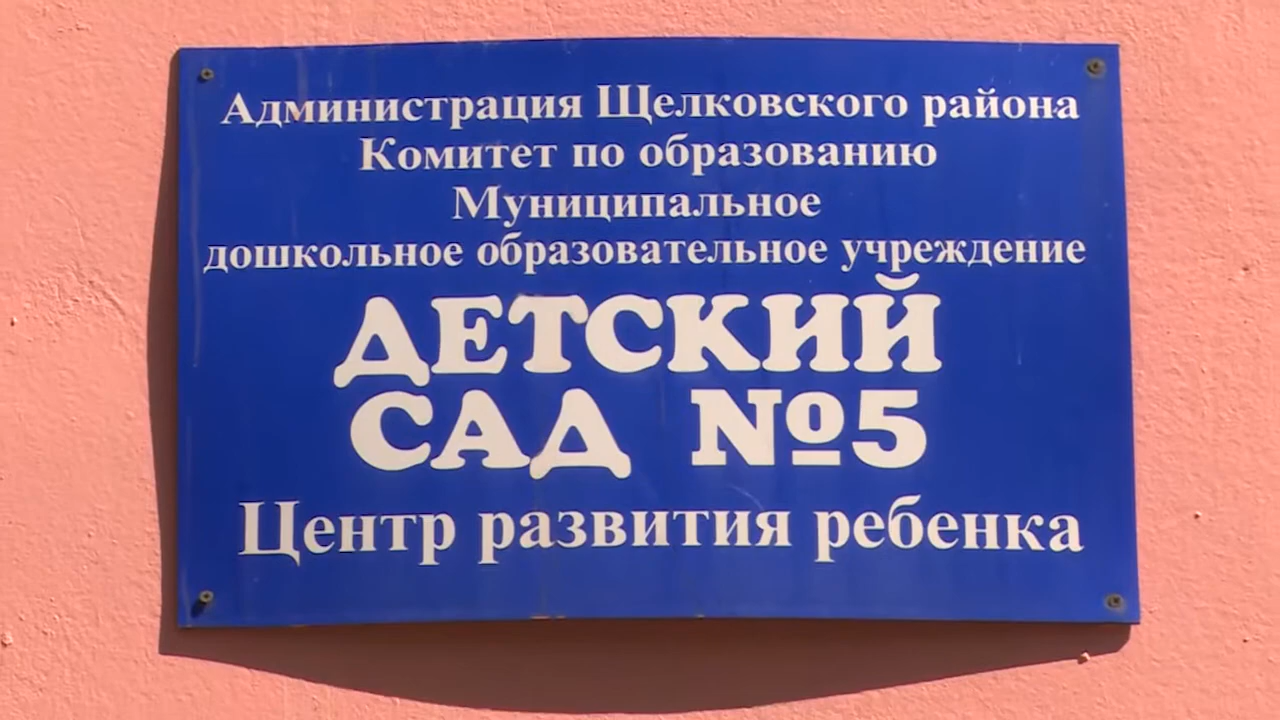 Администрация Щелковского района
Комитет по образованию
Муниципальное
дошкольное образовательное учреждение
ДЕТСКИЙ
САД №5
Центр развития ребенка